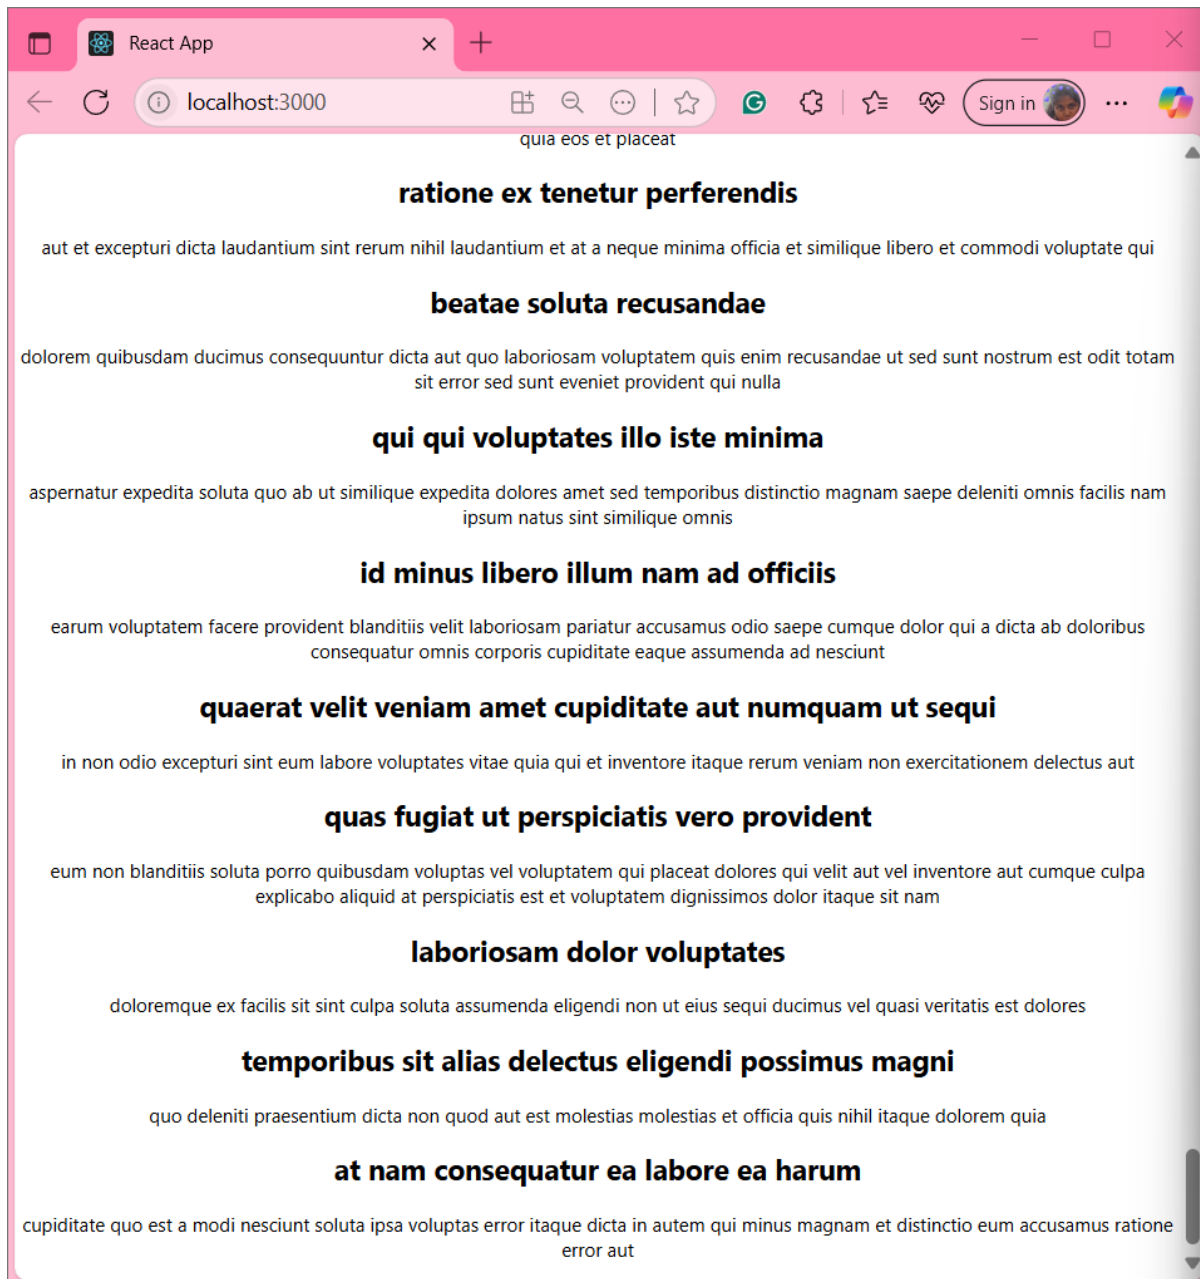 React App
localhost:3000
Sign in
quia eos et placeat
ratione ex tenetur perferendis
aut et excepturi dicta laudantium sint rerum nihil laudantium et at a neque minima officia et similique libero et commodi voluptate qui
beatae soluta recusandae
dolorem quibusdam ducimus consequuntur dicta aut quo laboriosam voluptatem quis enim recusandae ut sed sunt nostrum est odit totam
sit error sed sunt eveniet provident qui nulla
qui qui voluptates illo iste minima
aspernatur expedita soluta quo ab ut similique expedita dolores amet sed temporibus distinctio magnam saepe deleniti omnis facilis nam
ipsum natus sint similique omnis
id minus libero illum nam ad officiis
earum voluptatem facere provident blanditiis velit laboriosam pariatur accusamus odio saepe cumque dolor qui a dicta ab doloribus
consequatur omnis corporis cupiditate eaque assumenda ad nesciunt
quaerat velit veniam amet cupiditate aut numquam ut sequi
in non odio excepturi sint eum labore voluptates vitae quia qui et inventore itaque rerum veniam non exercitationem delectus aut
quas fugiat ut perspiciatis vero provident
eum non blanditiis soluta porro quibusdam voluptas vel voluptatem qui placeat dolores qui velit aut vel inventore aut cumque culpa
explicabo aliquid at perspiciatis est et voluptatem dignissimos dolor itaque sit nam
laboriosam dolor voluptates
doloremque ex facilis sit sint culpa soluta assumenda eligendi non ut eius sequi ducimus vel quasi veritatis est dolores
temporibus sit alias delectus eligendi possimus magni
quo deleniti praesentium dicta non quod aut est molestias molestias et officia quis nihil itaque dolorem quia
at nam consequatur ea labore ea harum
cupiditate quo est a modi nesciunt soluta ipsa voluptas error itaque dicta in autem qui minus magnam et distinctio eum accusamus ratione
error aut